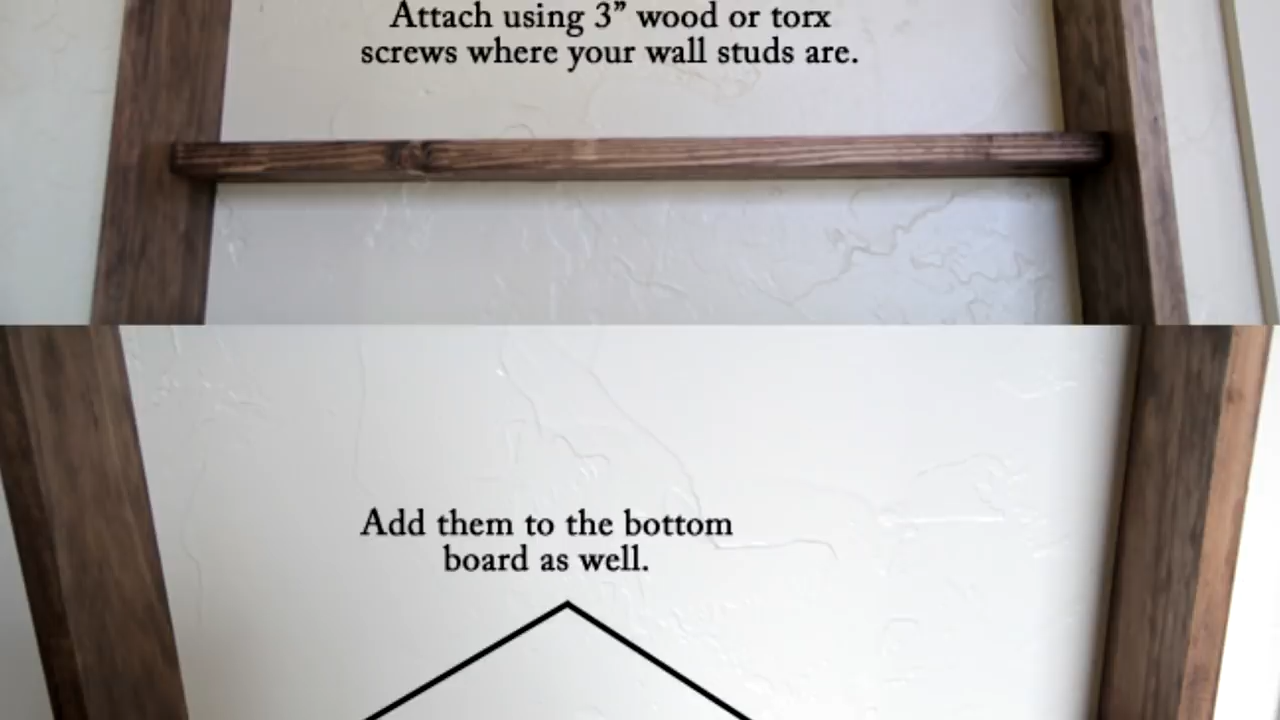 Attach using 3” wood or torx
screws where your wall studs are.
Add them to the bottom
board as well.